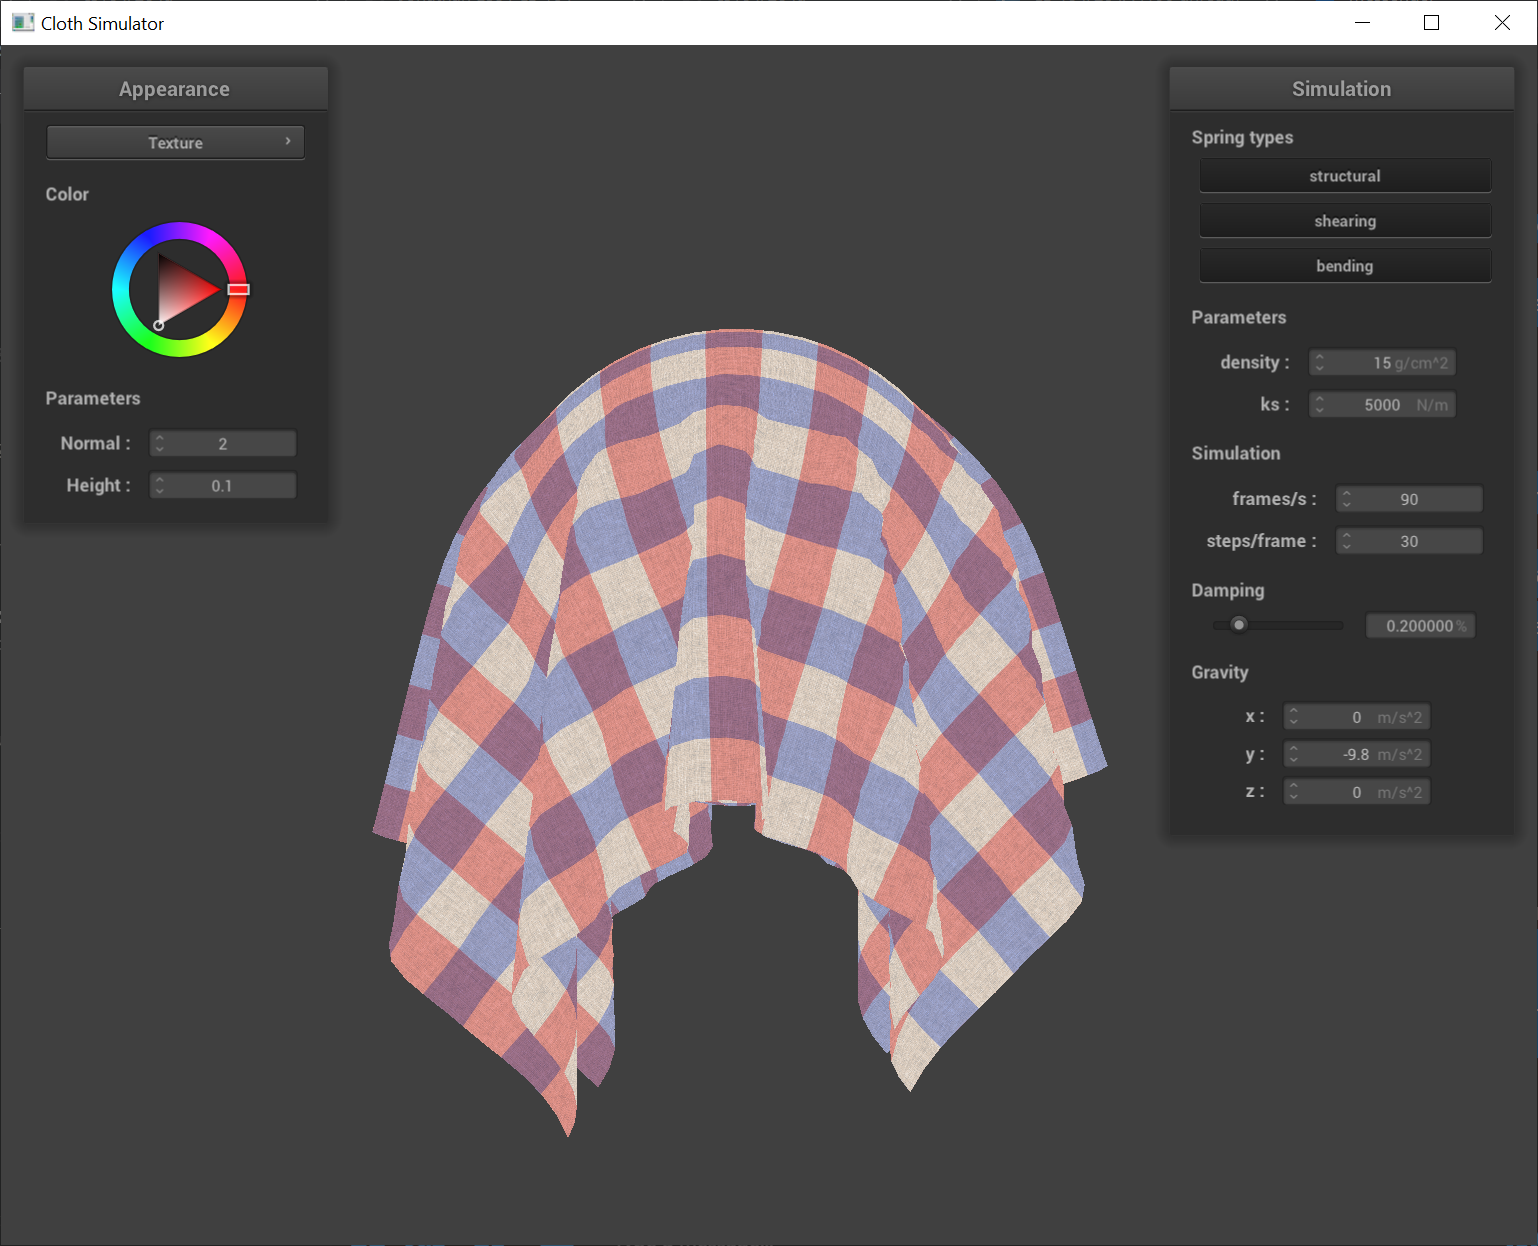 Cloth Simulator
Appearance
Texture
Color
Parameters
Normal : 2
Height : 0.1
Simulation
Spring types
structural
shearing
bending
Parameters
density : 15 g/cm^2
ks : 5000 N/m
Simulation
frames/s : 90
steps/frame : 30
Damping
0.200000 %
Gravity
x : 0 m/s^2
y : -9.8 m/s^2
z : 0 m/s^2